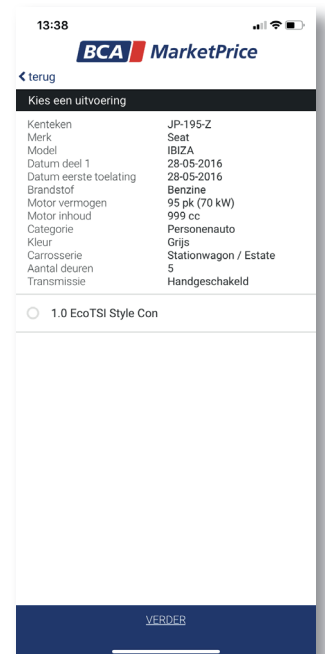 13:38
BCA MarketPrice
terug
Kies een uitvoering
Kenteken JP-195-Z
Merk Seat
Model IBIZA
Datum deel 1 28-05-2016
Datum eerste toelating 28-05-2016
Brandstof Benzine
Motor vermogen 95 pk (70 kW)
Motor inhoud 999 cc
Categorie Personenauto
Kleur Grijs
Carrosserie Stationwagon / Estate
Aantal deuren 5
Transmissie Handgeschakeld
1.0 EcoTSI Style Con
VERDER